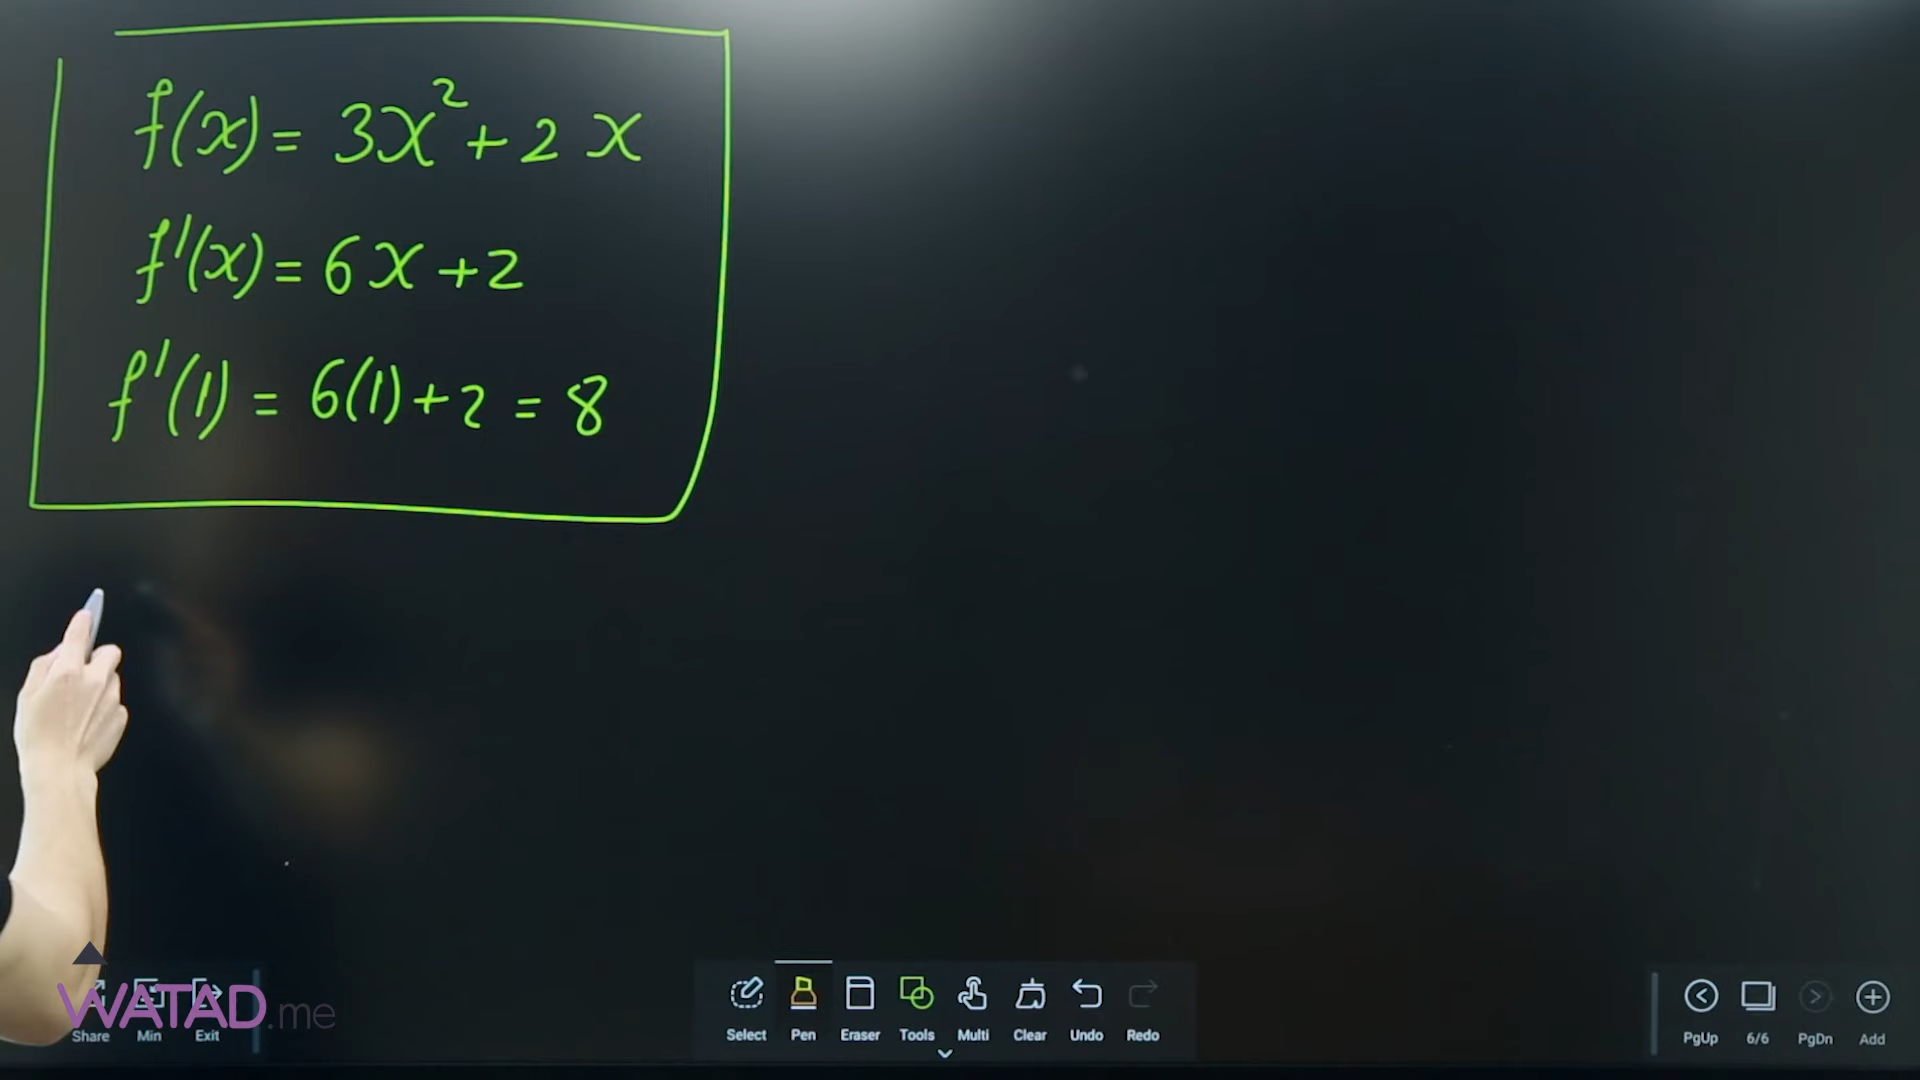 f(x) = 3x² + 2x
f'(x) = 6x + 2
f'(1) = 6(1) + 2 = 8
WATAD.me
Share Min Exit
Select Pen Eraser Tools Multi Clear Undo Redo
PgUp 6/6 PgDn Add